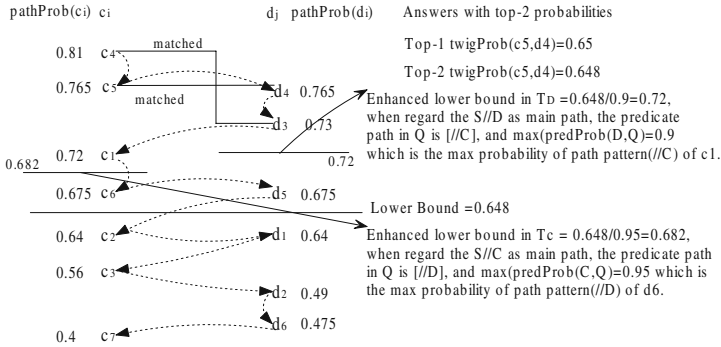 pathProb(ci) ci dj pathProb(di) Answers with top-2 probabilities
0.81 c4 matched Top-1 twigProb(c5,d4)=0.65
0.765 c5 matched d4 0.765 Top-2 twigProb(c5,d4)=0.648
d3 0.73
Enhanced lower bound in TD =0.648/0.9=0.72,
when regard the S//D as main path, the predicate
path in Q is [//C], and max(predProb(D,Q)=0.9
which is the max probability of path pattern(//C) of c1.
0.72 c1
0.682 0.72
0.675 c6 d5 0.675
Lower Bound =0.648
0.64 c2 d1 0.64
Enhanced lower bound in TC = 0.648/0.95=0.682,
when regard the S//C as main path, the predicate path
in Q is [//D], and max(predProb(C,Q)=0.95 which is
the max probability of path pattern(//D) of d6.
0.56 c3
d2 0.49
d6 0.475
0.4 c7